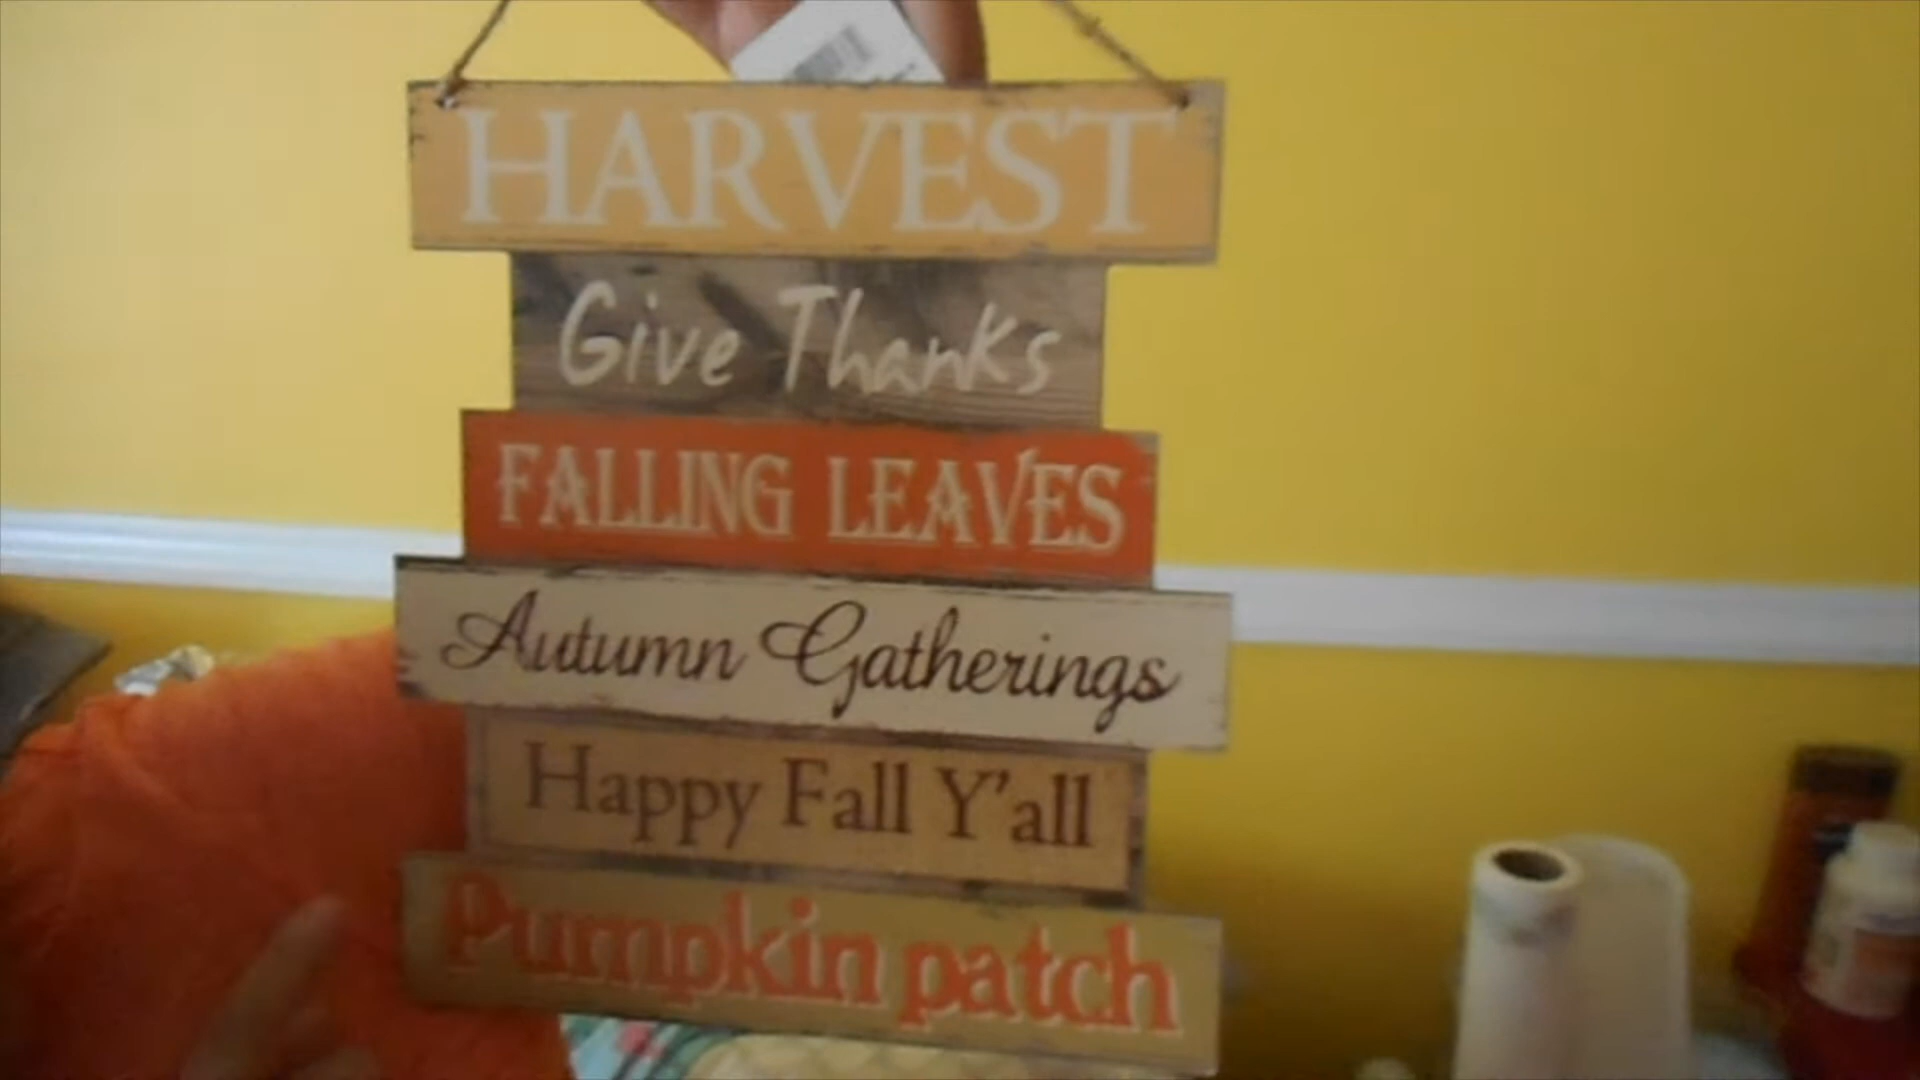 HARVEST
Give Thanks
FALLING LEAVES
Autumn Gatherings
Happy Fall Y'all
Pumpkin patch